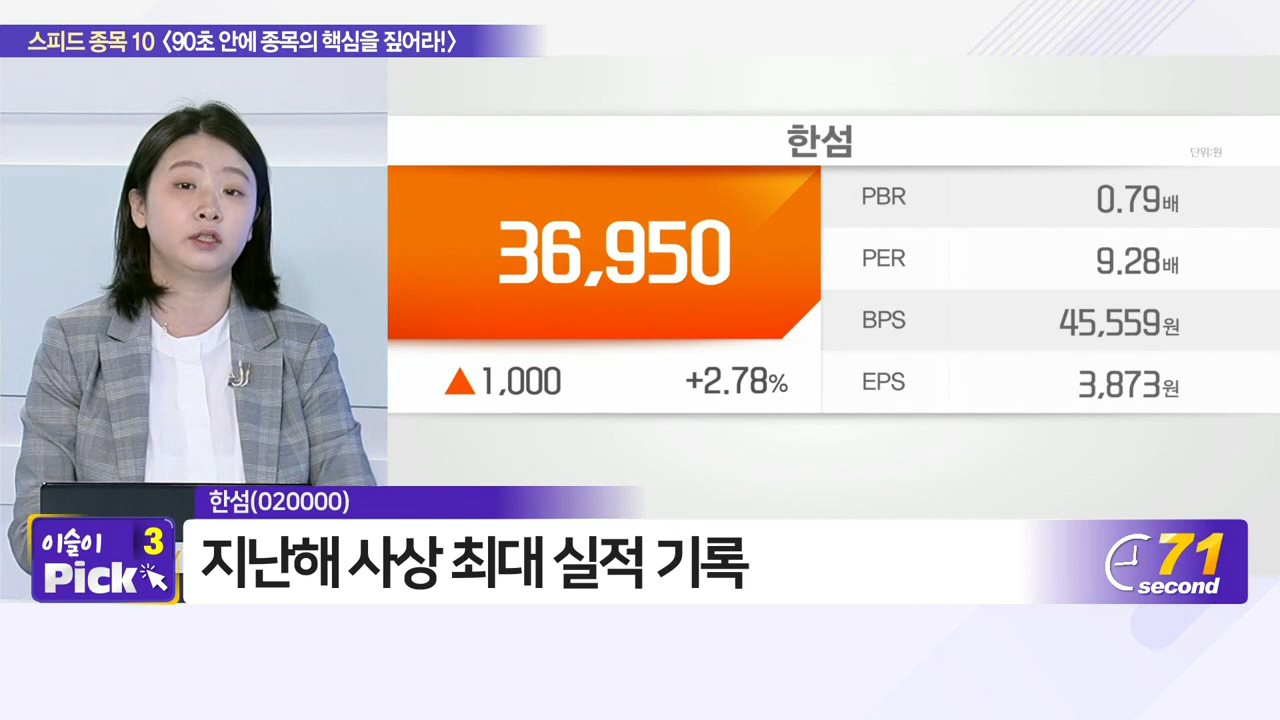 스피드 종목 10 <90초 안에 종목의 핵심을 짚어라!>
한섬
단위:원
36,950
▲1,000 +2.78%
PBR 0.79배
PER 9.28배
BPS 45,559원
EPS 3,873원
한섬(020000)
이슬이 3
Pick
지난해 사상 최대 실적 기록
71
second